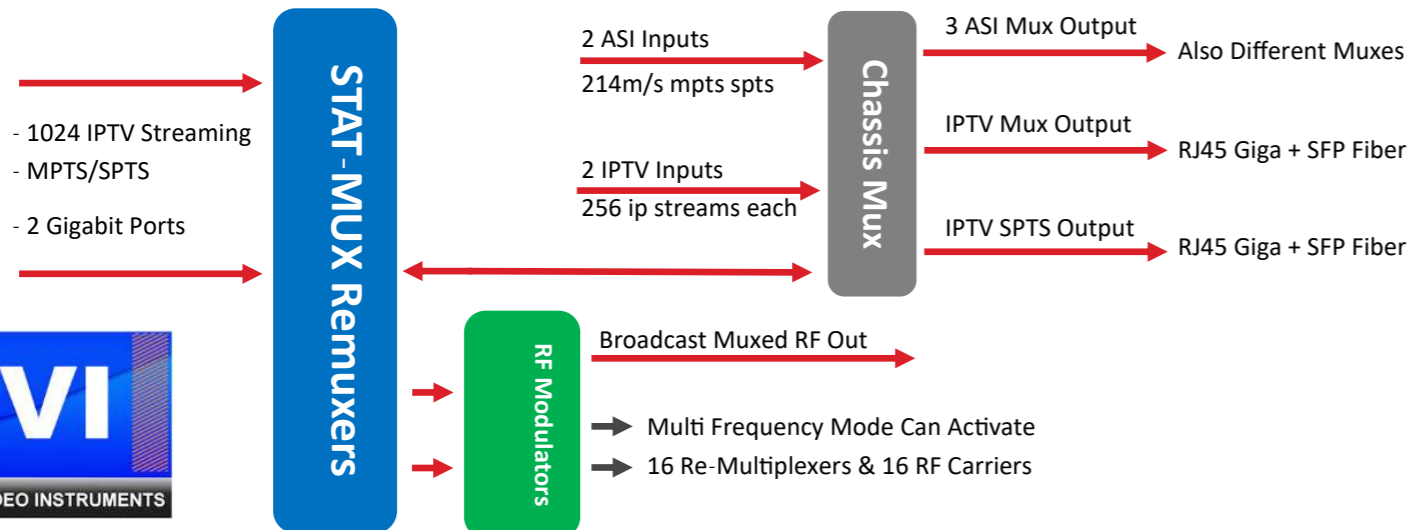 - 1024 IPTV Streaming
- MPTS/SPTS
- 2 Gigabit Ports
STAT-MUX Remuxers
2 ASI Inputs
214m/s mpts spts
2 IPTV Inputs
256 ip streams each
Chassis Mux
3 ASI Mux Output
Also Different Muxes
IPTV Mux Output
RJ45 Giga + SFP Fiber
IPTV SPTS Output
RJ45 Giga + SFP Fiber
RF Modulators
Broadcast Muxed RF Out
Multi Frequency Mode Can Activate
16 Re-Multiplexers & 16 RF Carriers
VI
DEO INSTRUMENTS